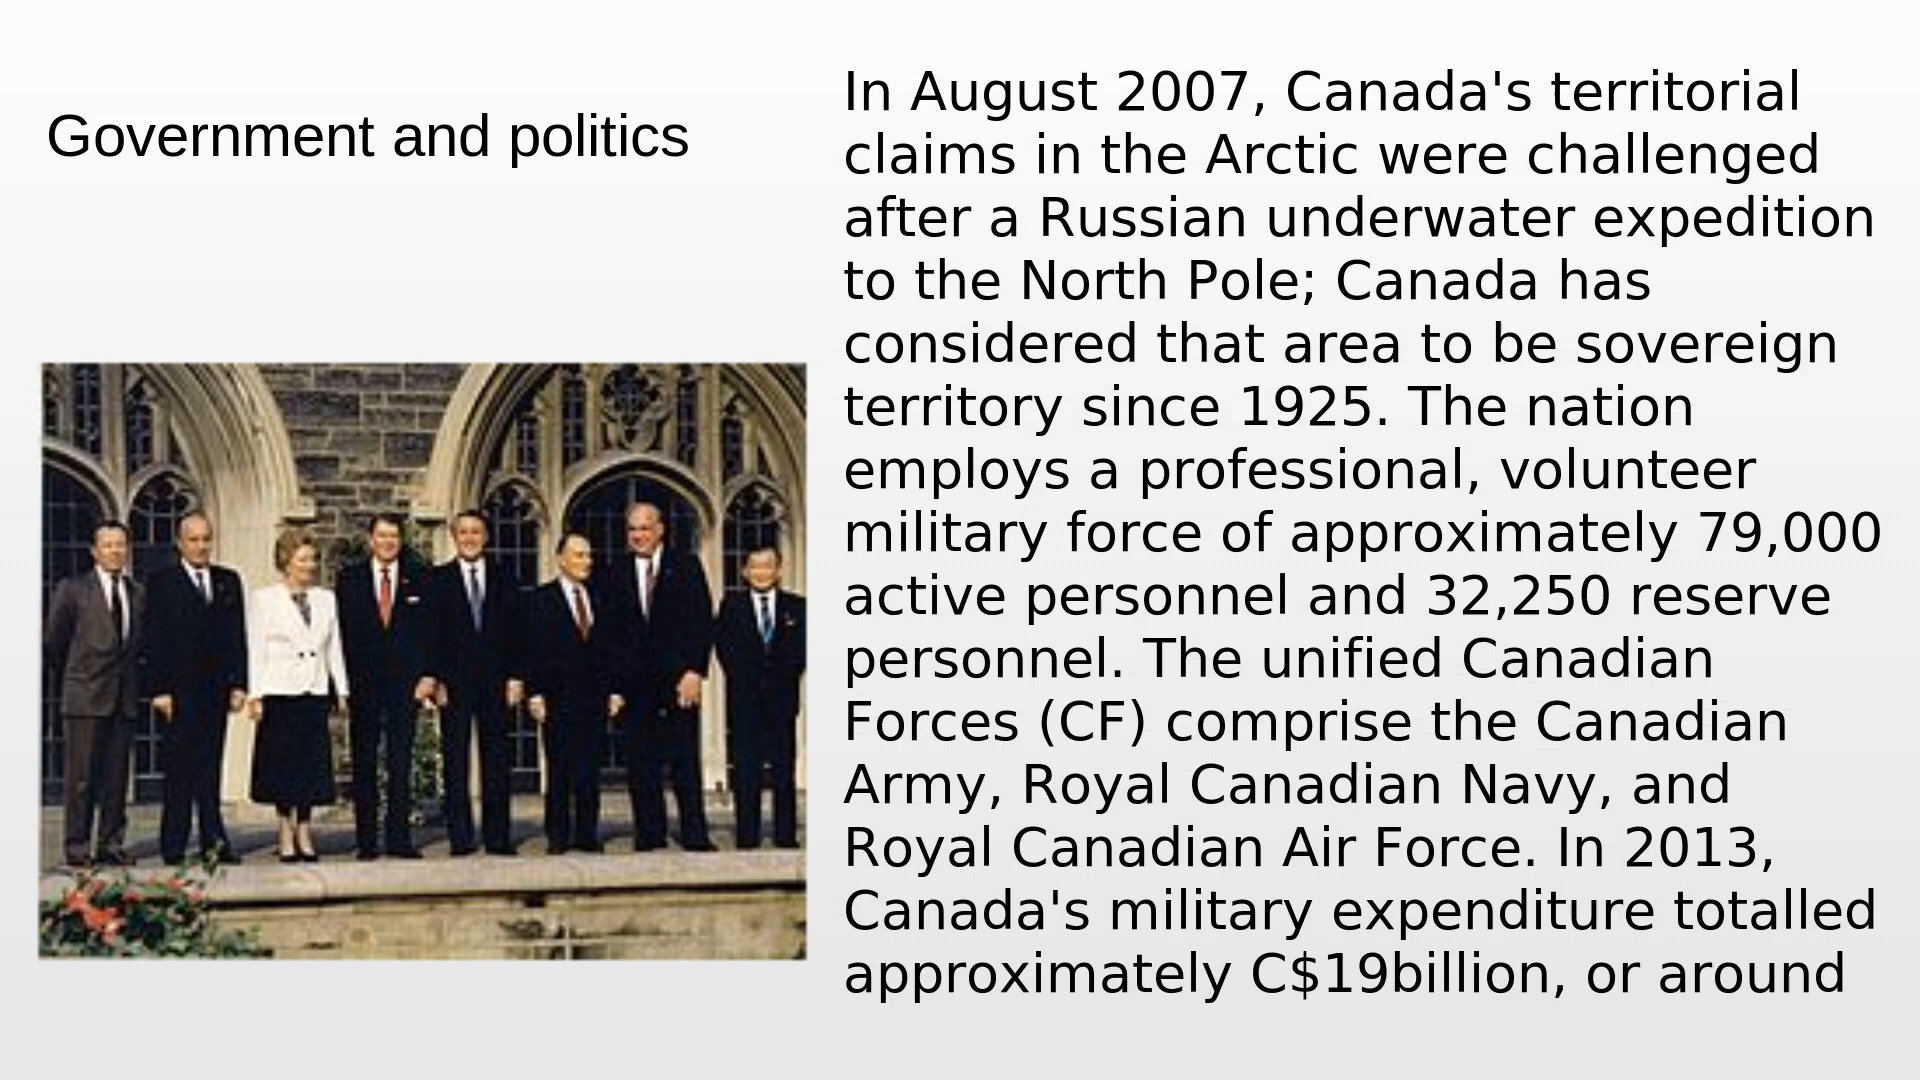 Government and politics
In August 2007, Canada's territorial
claims in the Arctic were challenged
after a Russian underwater expedition
to the North Pole; Canada has
considered that area to be sovereign
territory since 1925. The nation
employs a professional, volunteer
military force of approximately 79,000
active personnel and 32,250 reserve
personnel. The unified Canadian
Forces (CF) comprise the Canadian
Army, Royal Canadian Navy, and
Royal Canadian Air Force. In 2013,
Canada's military expenditure totalled
approximately C$19billion, or around